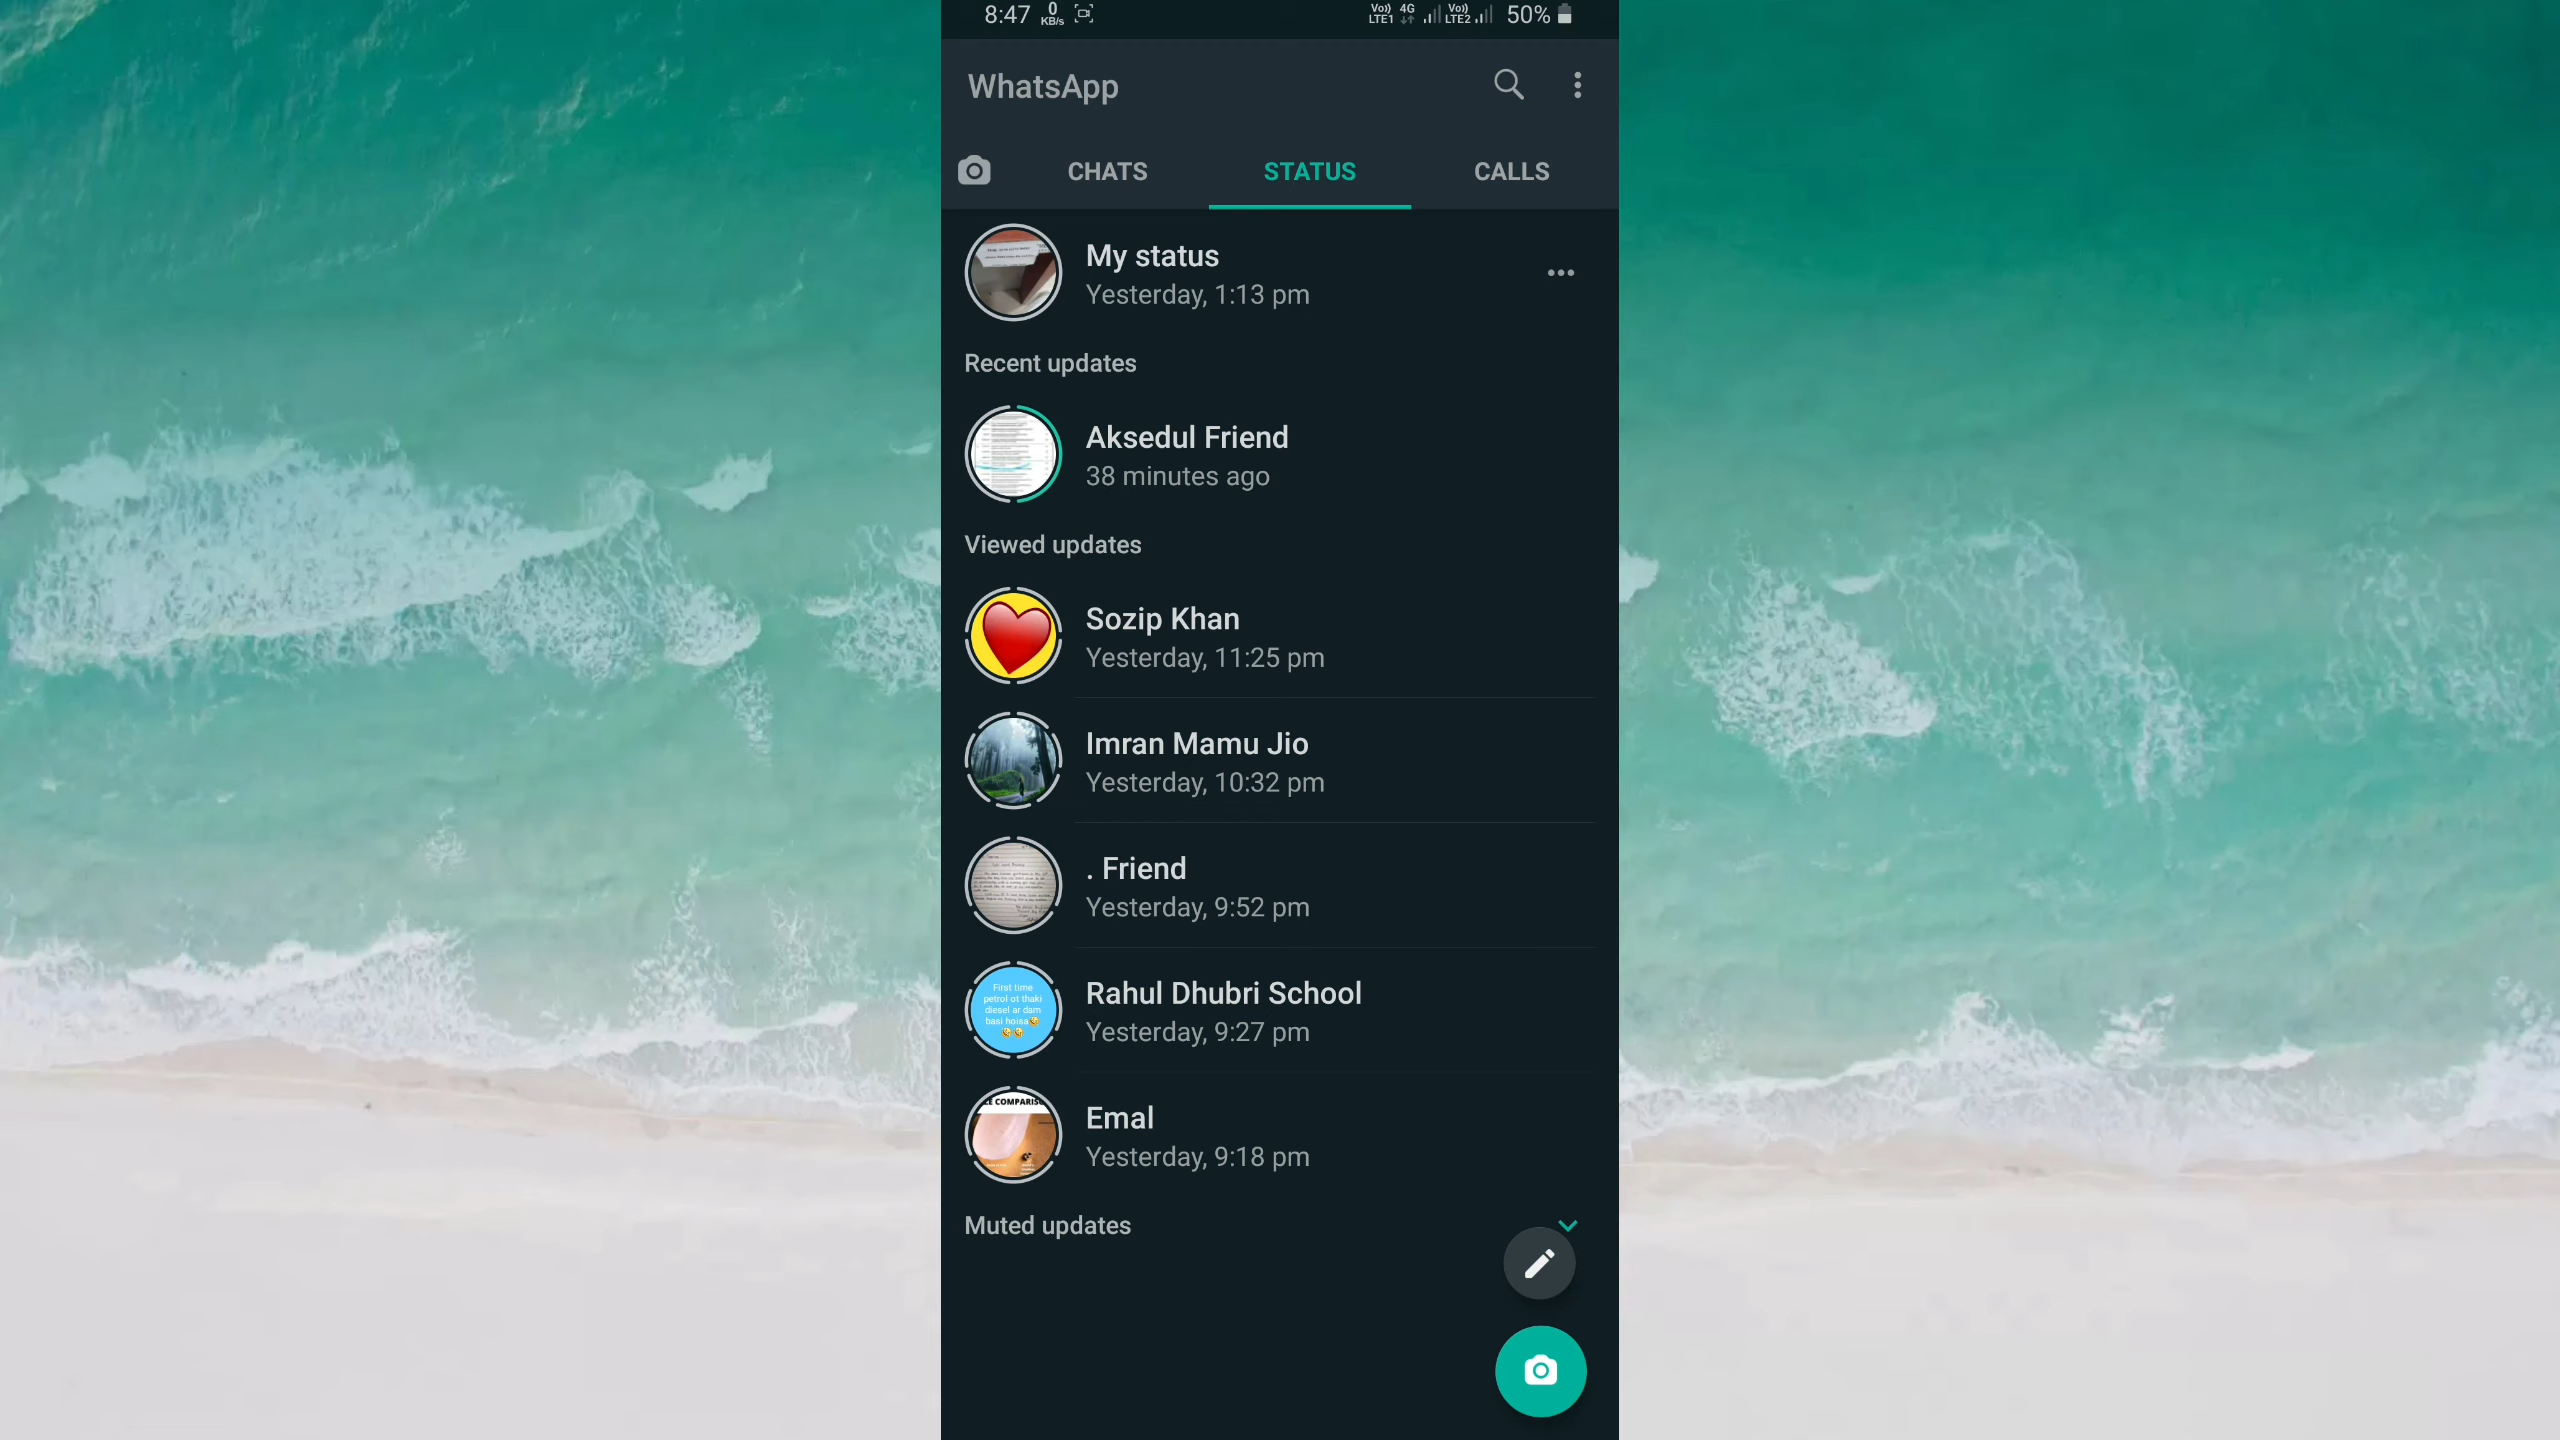 8:47 0 KB/s Vo)) LTE1 4G Vo)) LTE2 50%
WhatsApp
CHATS STATUS CALLS
My status
Yesterday, 1:13 pm
Recent updates
Aksedul Friend
38 minutes ago
Viewed updates
Sozip Khan
Yesterday, 11:25 pm
Imran Mamu Jio
Yesterday, 10:32 pm
. Friend
Yesterday, 9:52 pm
First time
petrol ot thaki
diesel ar dam
basi hoisa
Rahul Dhubri School
Yesterday, 9:27 pm
Emal
Yesterday, 9:18 pm
Muted updates